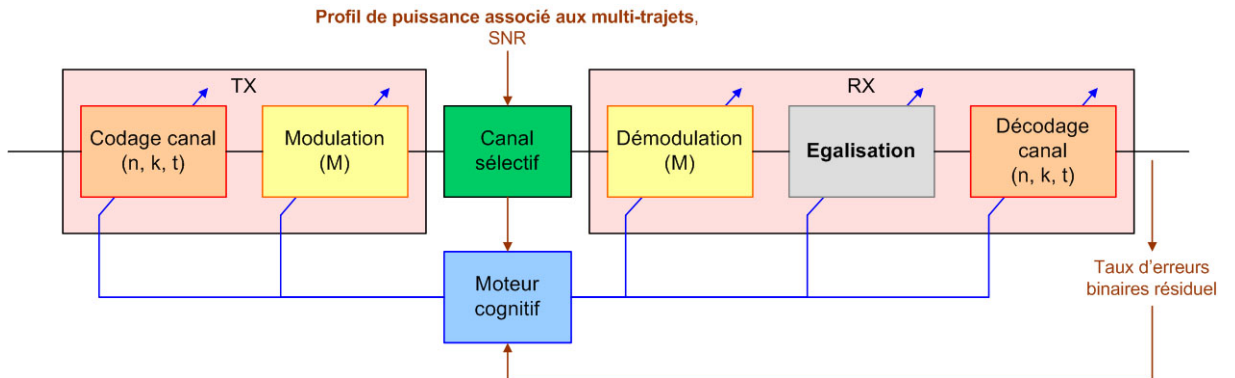 Profil de puissance associé aux multi-trajets,
SNR
TX
RX
Codage canal
(n, k, t)
Modulation
(M)
Canal
sélectif
Démodulation
(M)
Egalisation
Décodage
canal
(n, k, t)
Moteur
cognitif
Taux d'erreurs
binaires résiduel